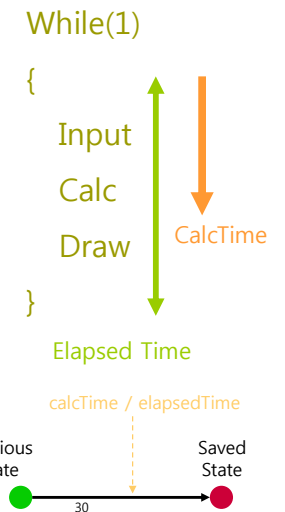 While(1)
{
Input
Calc
Draw
CalcTime
}
Elapsed Time
calcTime / elapsedTime
Saved
State
30